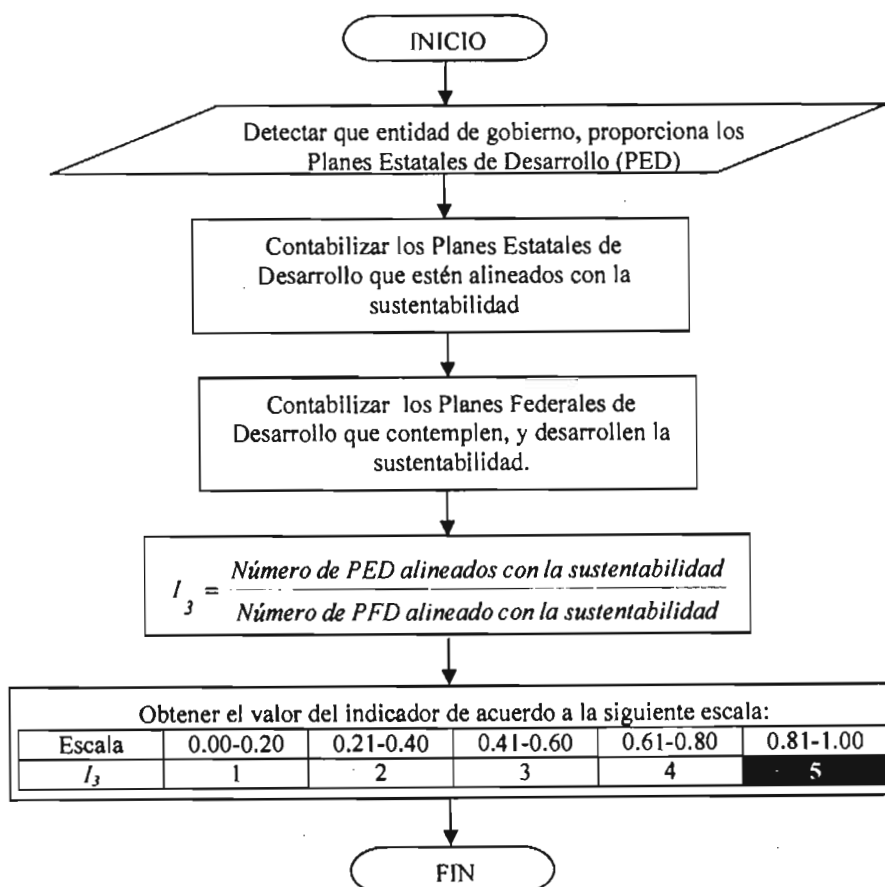 INICIO
Detectar que entidad de gobierno, proporciona los
Planes Estatales de Desarrollo (PED)
Contabilizar los Planes Estatales de
Desarrollo que estén alineados con la
sustentabilidad
Contabilizar los Planes Federales de
Desarrollo que contemplen, y desarrollen la
sustentabilidad.
I3 = Número de PED alineados con la sustentabilidad
Número de PFD alineado con la sustentabilidad
Obtener el valor del indicador de acuerdo a la siguiente escala:
Escala 0.00-0.20 0.21-0.40 0.41-0.60 0.61-0.80 0.81-1.00
I3 1 2 3 4 5
FIN